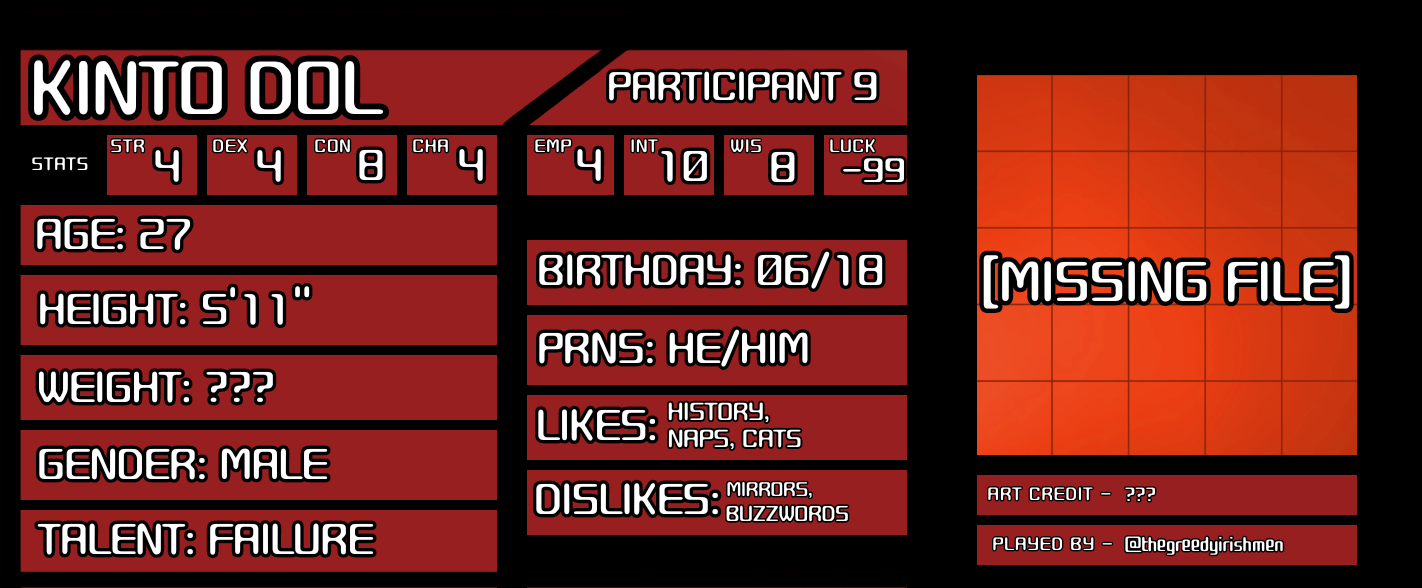 KINTO DOL
PARTICIPANT 9
STATS
STR 4
DEX 4
CON 8
CHA 4
EMP 4
INT 10
WIS 8
LUCK -99
AGE: 27
HEIGHT: 5'11"
WEIGHT: ???
GENDER: MALE
TALENT: FAILURE
BIRTHDAY: 06/18
PRNS: HE/HIM
LIKES: HISTORY,
NAPS, CATS
DISLIKES: MIRRORS,
BUZZWORDS
[MISSING FILE]
ART CREDIT - ???
PLAYED BY - @thegreedyirishmen